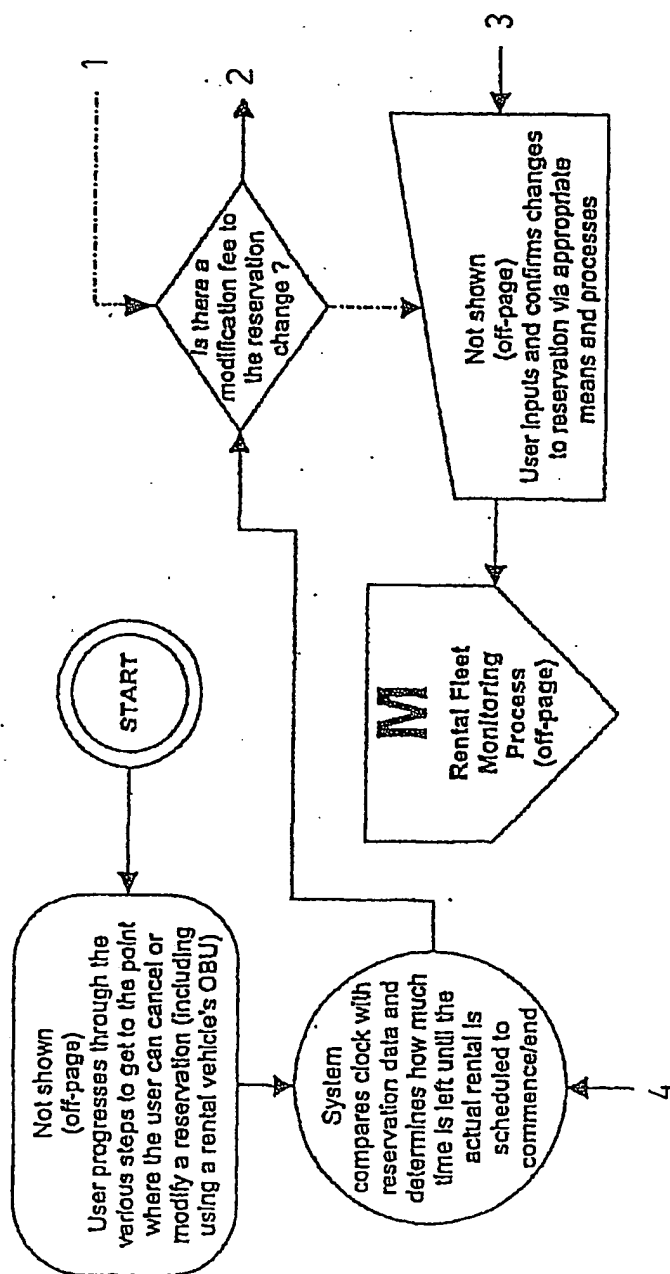 START
Not shown
(off-page)
User progresses through the
various steps to get to the point
where the user can cancel or
modify a reservation (including
using a rental vehicle's OBU)
System
compares clock with
reservation data and
determines how much
time is left until the
actual rental is
scheduled to
commence/end
4
1
Is there a
modification fee to
the reservation
change ?
2
Not shown
(off-page)
User inputs and confirms changes
to reservation via appropriate
means end processes
3
M
Rental Fleet
Monitoring
Process
(off-page)